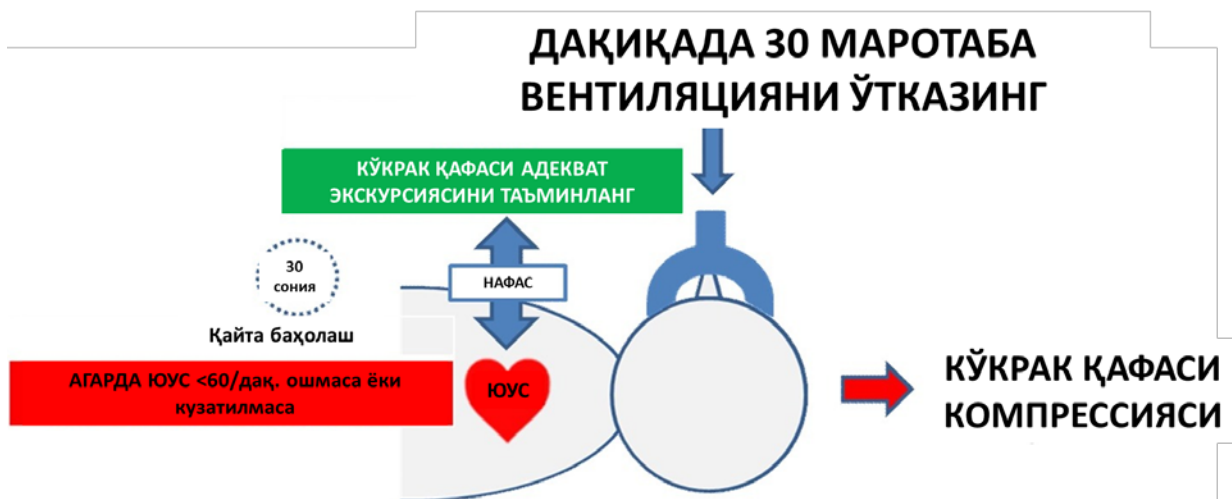 ДАҚИҚАДА 30 МАРОТАБА
ВЕНТИЛЯЦИЯНИ ЎТКАЗИНГ
КЎКРАК ҚАФАСИ АДЕКВАТ
ЭКСКУРСИЯСИНИ ТАЪМИНЛАНГ
30
сония
НАФАС
Қайта баҳолаш
АГАРДА ЮУС <60/дақ. ошмаса ёки
кузатилмаса
ЮУС
КЎКРАК ҚАФАСИ
КОМПРЕССИЯСИ